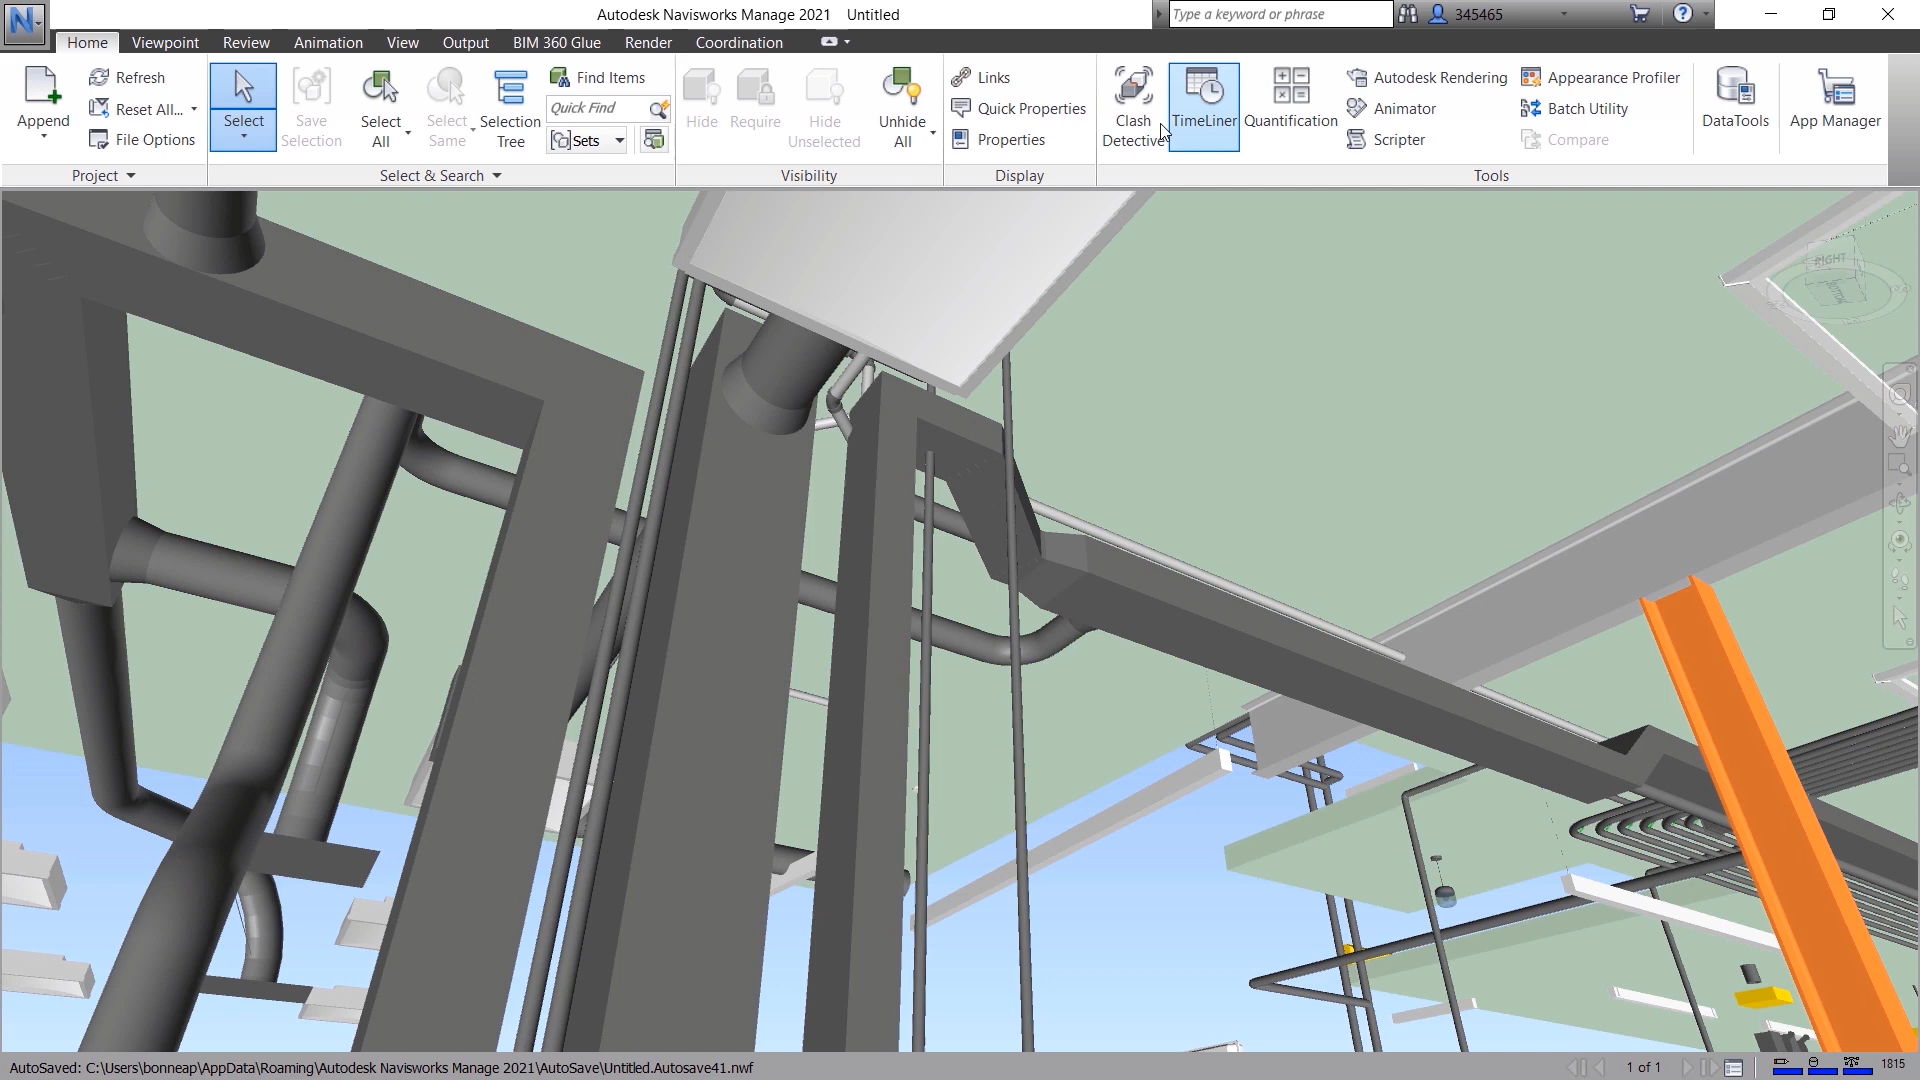 Autodesk Navisworks Manage 2021 Untitled
Type a keyword or phrase
345465
Home Viewpoint Review Animation View Output BIM 360 Glue Render Coordination
Append
Refresh
Reset All...
File Options
Project
Select
Save Selection
Select All
Select Same
Selection Tree
Find Items
Quick Find
Sets
Select & Search
Hide
Require
Hide Unselected
Unhide All
Visibility
Links
Quick Properties
Properties
Display
Clash Detective
TimeLiner
Quantification
Autodesk Rendering
Animator
Scripter
Appearance Profiler
Batch Utility
Compare
DataTools
App Manager
Tools
RIGHT
BOTTOM
AutoSaved: C:\Users\bonneap\AppData\Roaming\Autodesk Navisworks Manage 2021\AutoSave\Untitled.Autosave41.nwf
1 of 1
1815